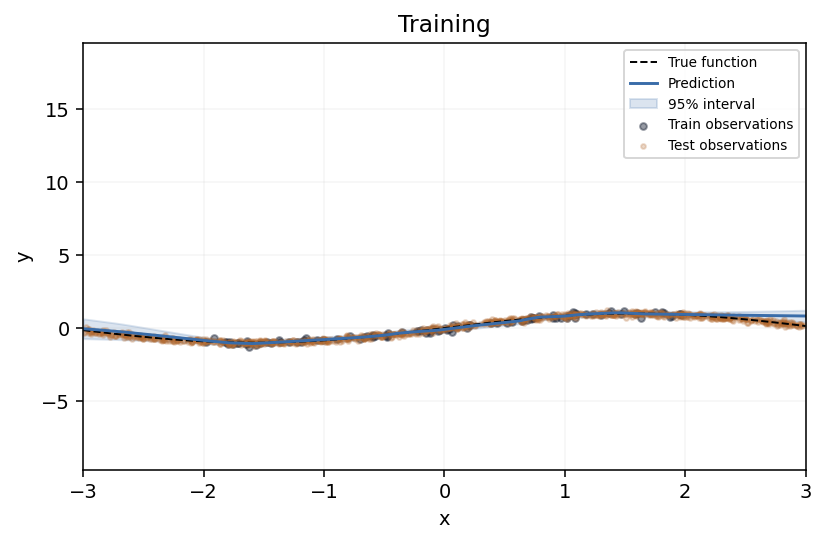 Training
True function
Prediction
95% interval
Train observations
Test observations
15
10
5
0
−5
y
−3 −2 −1 0 1 2 3
x